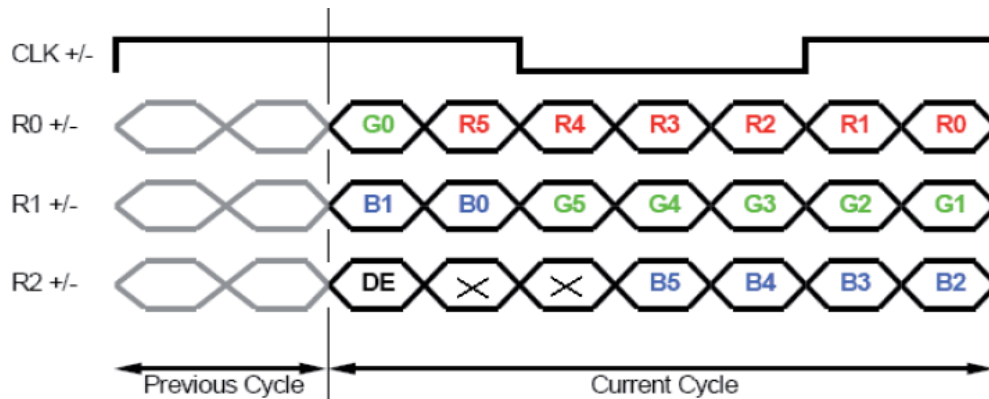 CLK +/-
R0 +/- G0 R5 R4 R3 R2 R1 R0
R1 +/- B1 B0 G5 G4 G3 G2 G1
R2 +/- DE B5 B4 B3 B2
Previous Cycle Current Cycle